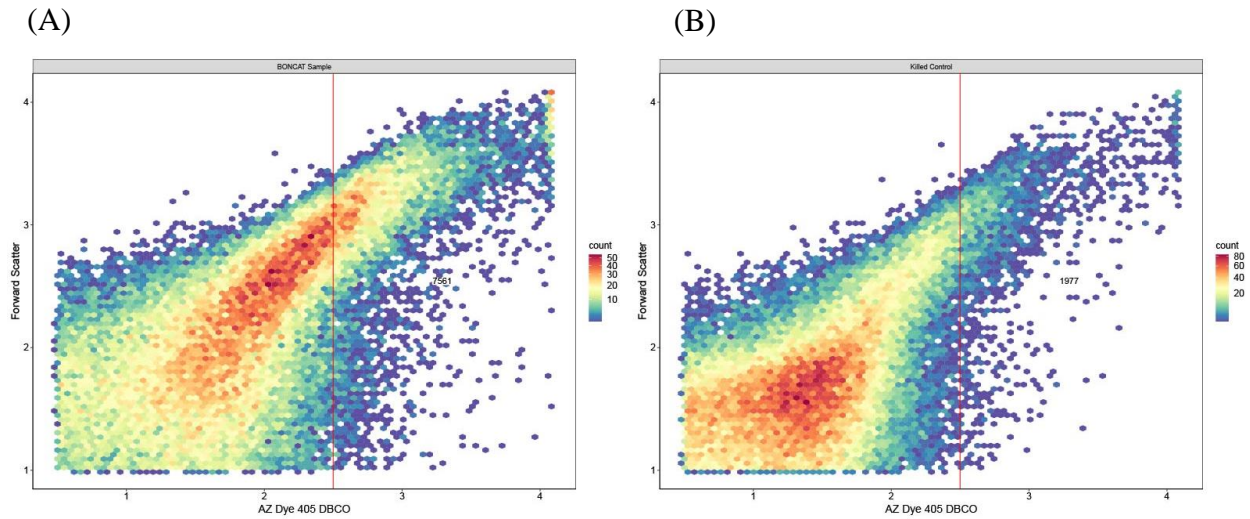 (A)
BONCAT Sample
4
3
2
1
Forward Scatter
7561
1
2
3
4
AZ Dye 405 DBCO
count
50
40
30
20
10
(B)
Killed Control
4
3
2
1
Forward Scatter
1977
1
2
3
4
AZ Dye 405 DBCO
count
80
60
40
20